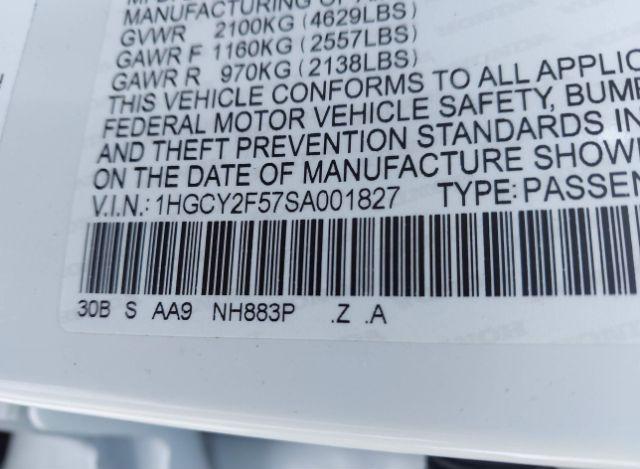 MANUFACTURING OF
GVWR 2100KG (4629LBS)
GAWR F 1160KG (2557LBS)
GAWR R 970KG (2138LBS)
THIS VEHICLE CONFORMS TO ALL APPLIC
FEDERAL MOTOR VEHICLE SAFETY, BUMP
AND THEFT PREVENTION STANDARDS IN
ON THE DATE OF MANUFACTURE SHOWN
V.I.N.: 1HGCY2F57SA001827 TYPE: PASSEN
30B S AA9 NH883P .Z .A